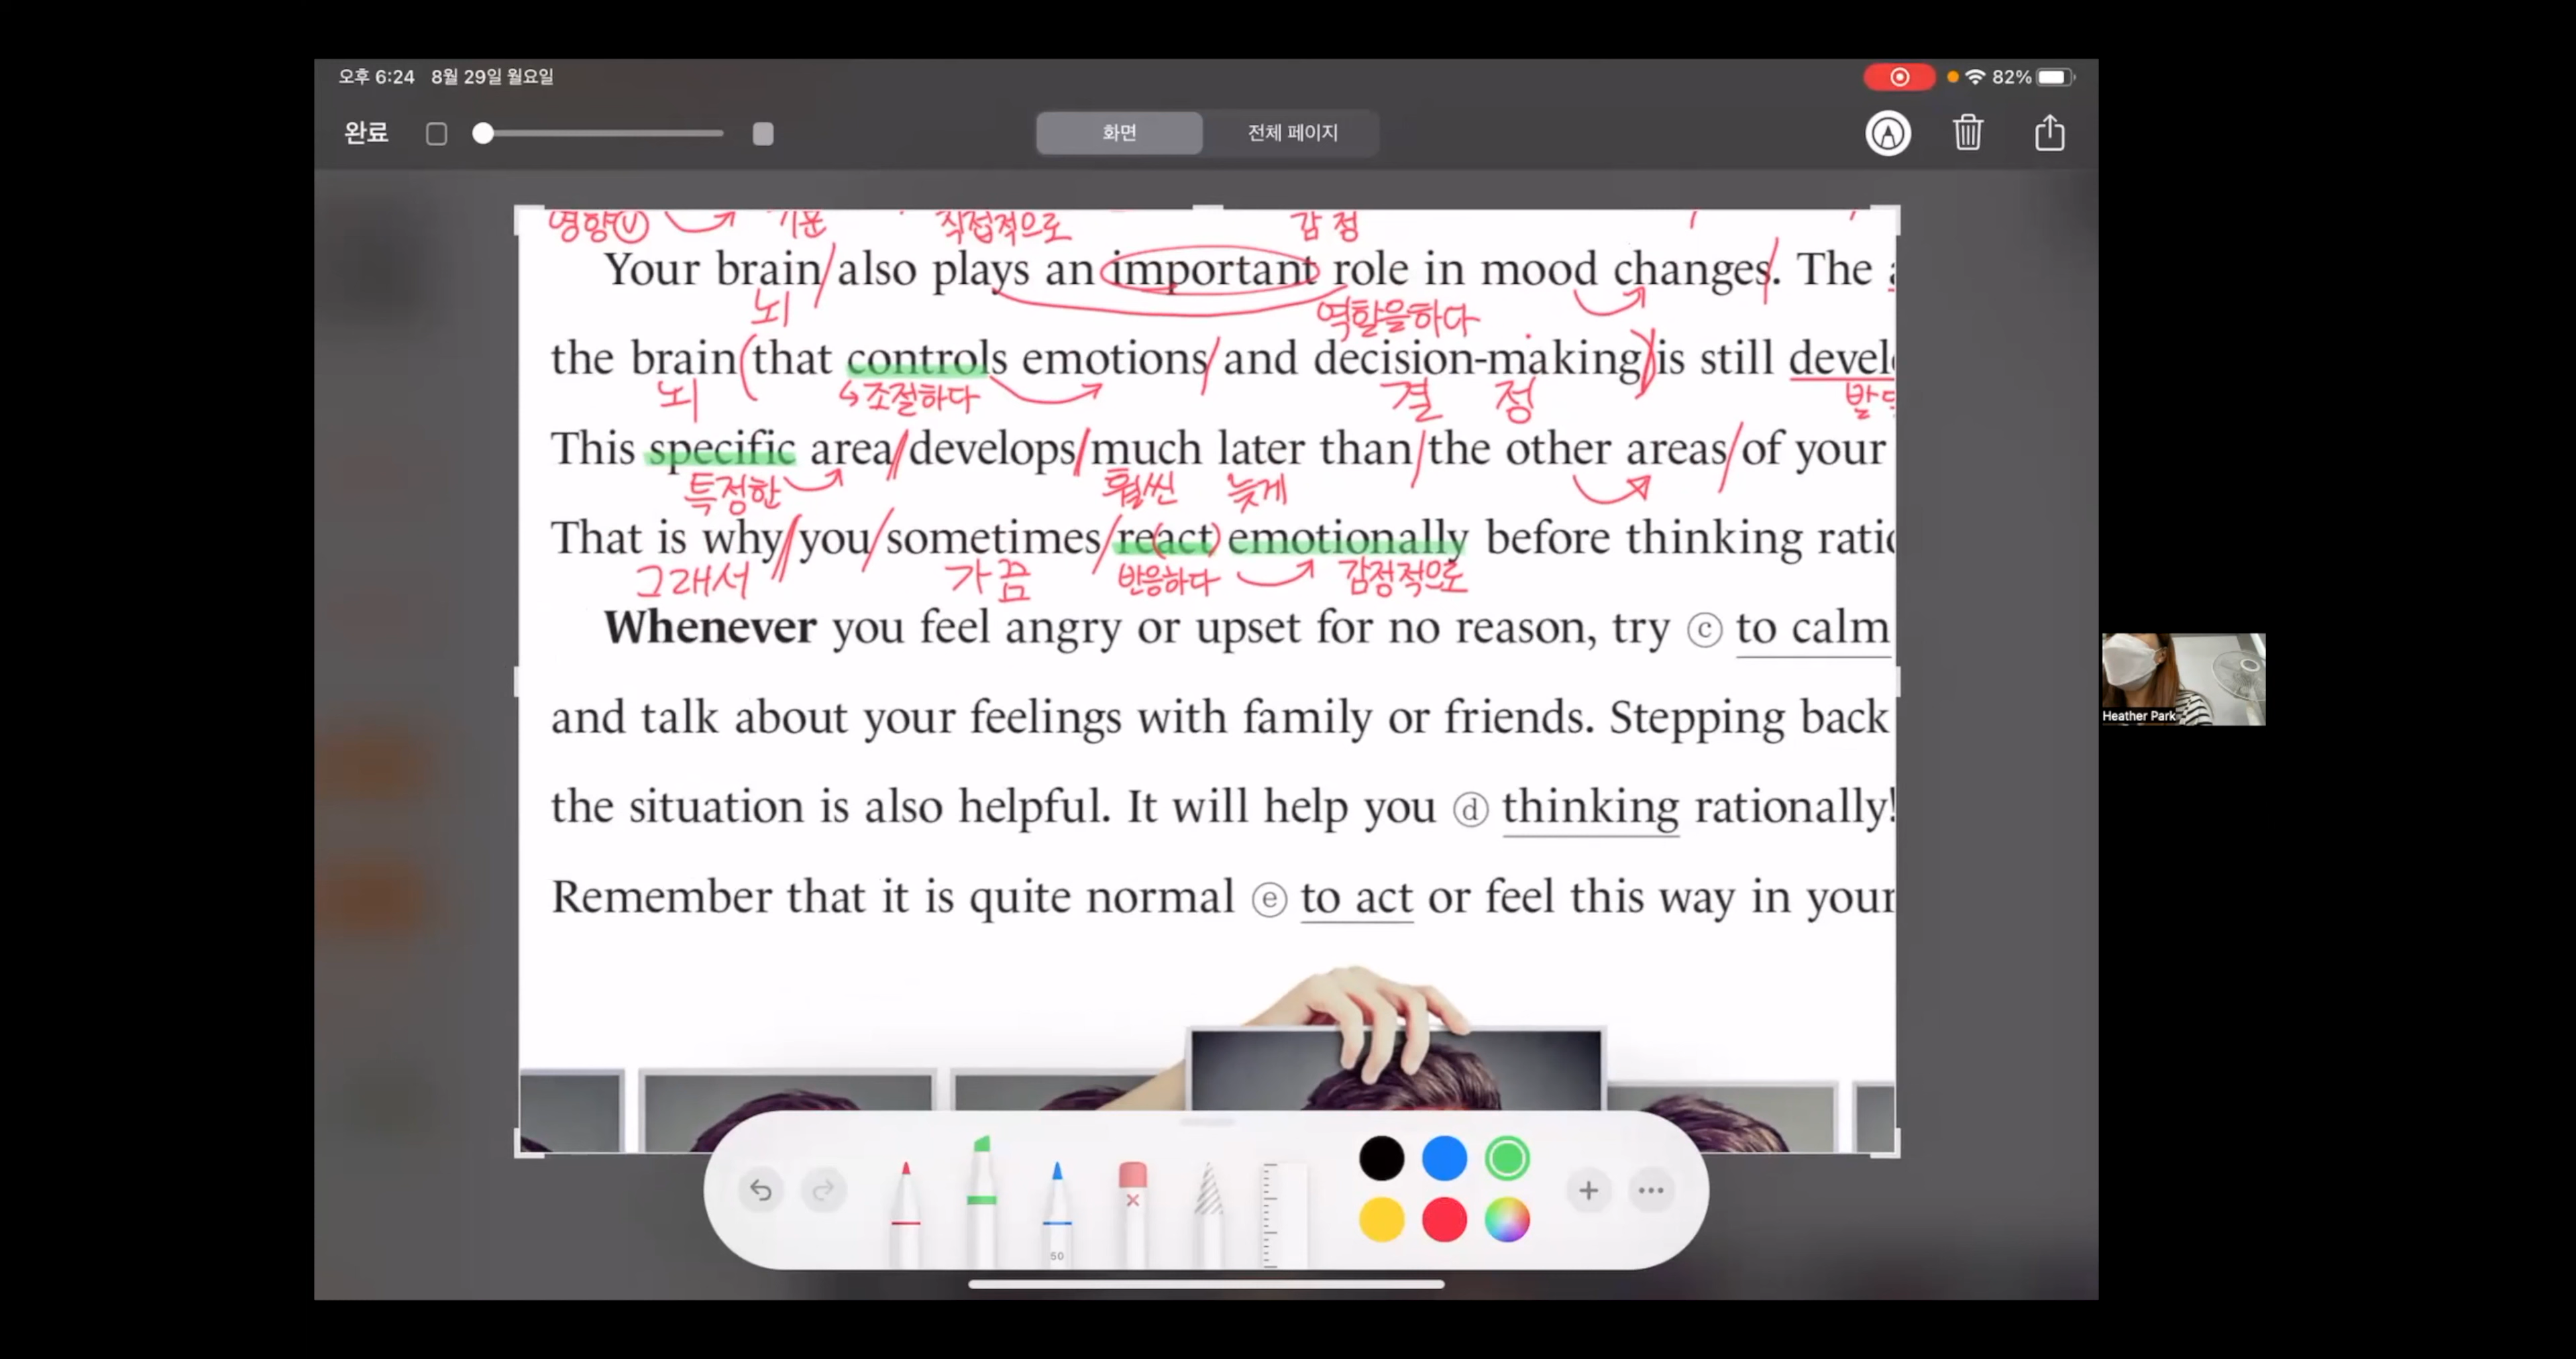 오후 6:24 8월 29일 월요일
82%
완료
화면
전체 페이지
영향 ⓥ 직접적으로 감정
Your brain / also plays an important role in mood changes. The
뇌 역할을하다
the brain (that controls emotions / and decision-making) is still devel
뇌 ↳조절하다 결정
This specific area // develops / much later than / the other areas / of your
특정한 훨씬 늦게
That is why // you / sometimes / re(act) emotionally before thinking ratio
그래서 가끔 반응하다 감정적으로
Whenever you feel angry or upset for no reason, try ⓒ to calm
and talk about your feelings with family or friends. Stepping back
the situation is also helpful. It will help you ⓓ thinking rationally!
Remember that it is quite normal ⓔ to act or feel this way in your
50
Heather Park